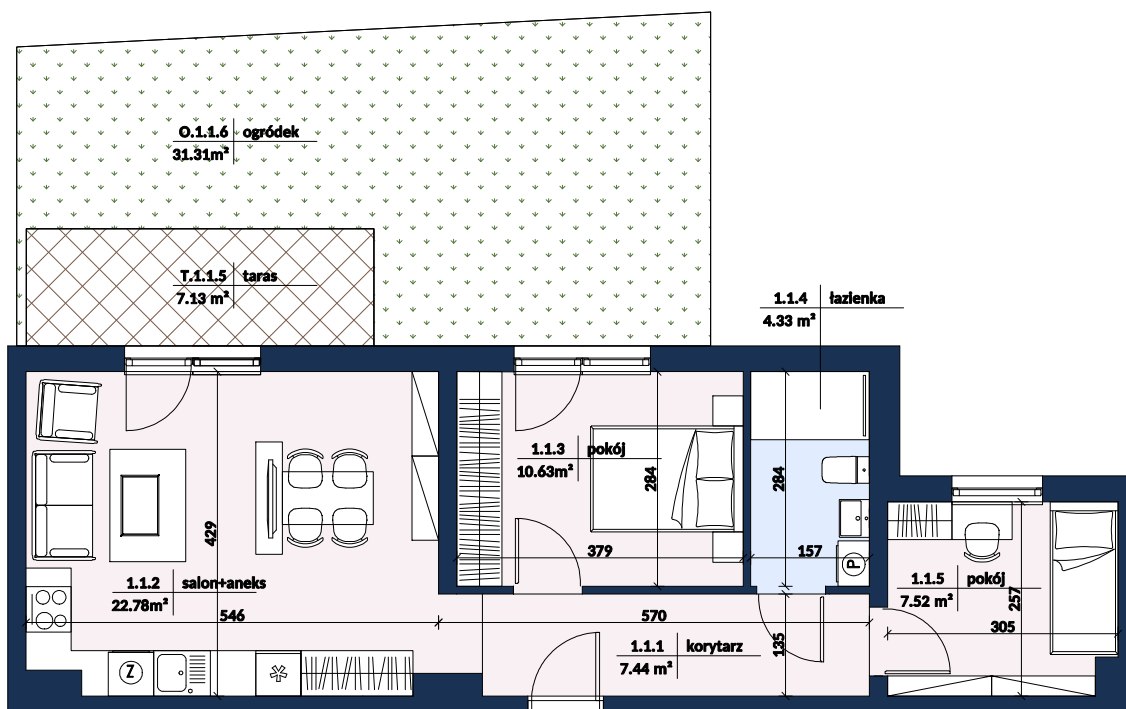 O.1.1.6 ogródek
31.31m²
T.1.1.5 taras
7.13 m²
1.1.4 łazienka
4.33 m²
1.1.3 pokój
10.63m²
284
284
429
379
157
P
1.1.2 salon+aneks
22.78m²
1.1.5 pokój
7.52 m²
257
546
570
305
135
1.1.1 korytarz
7.44 m²
Z